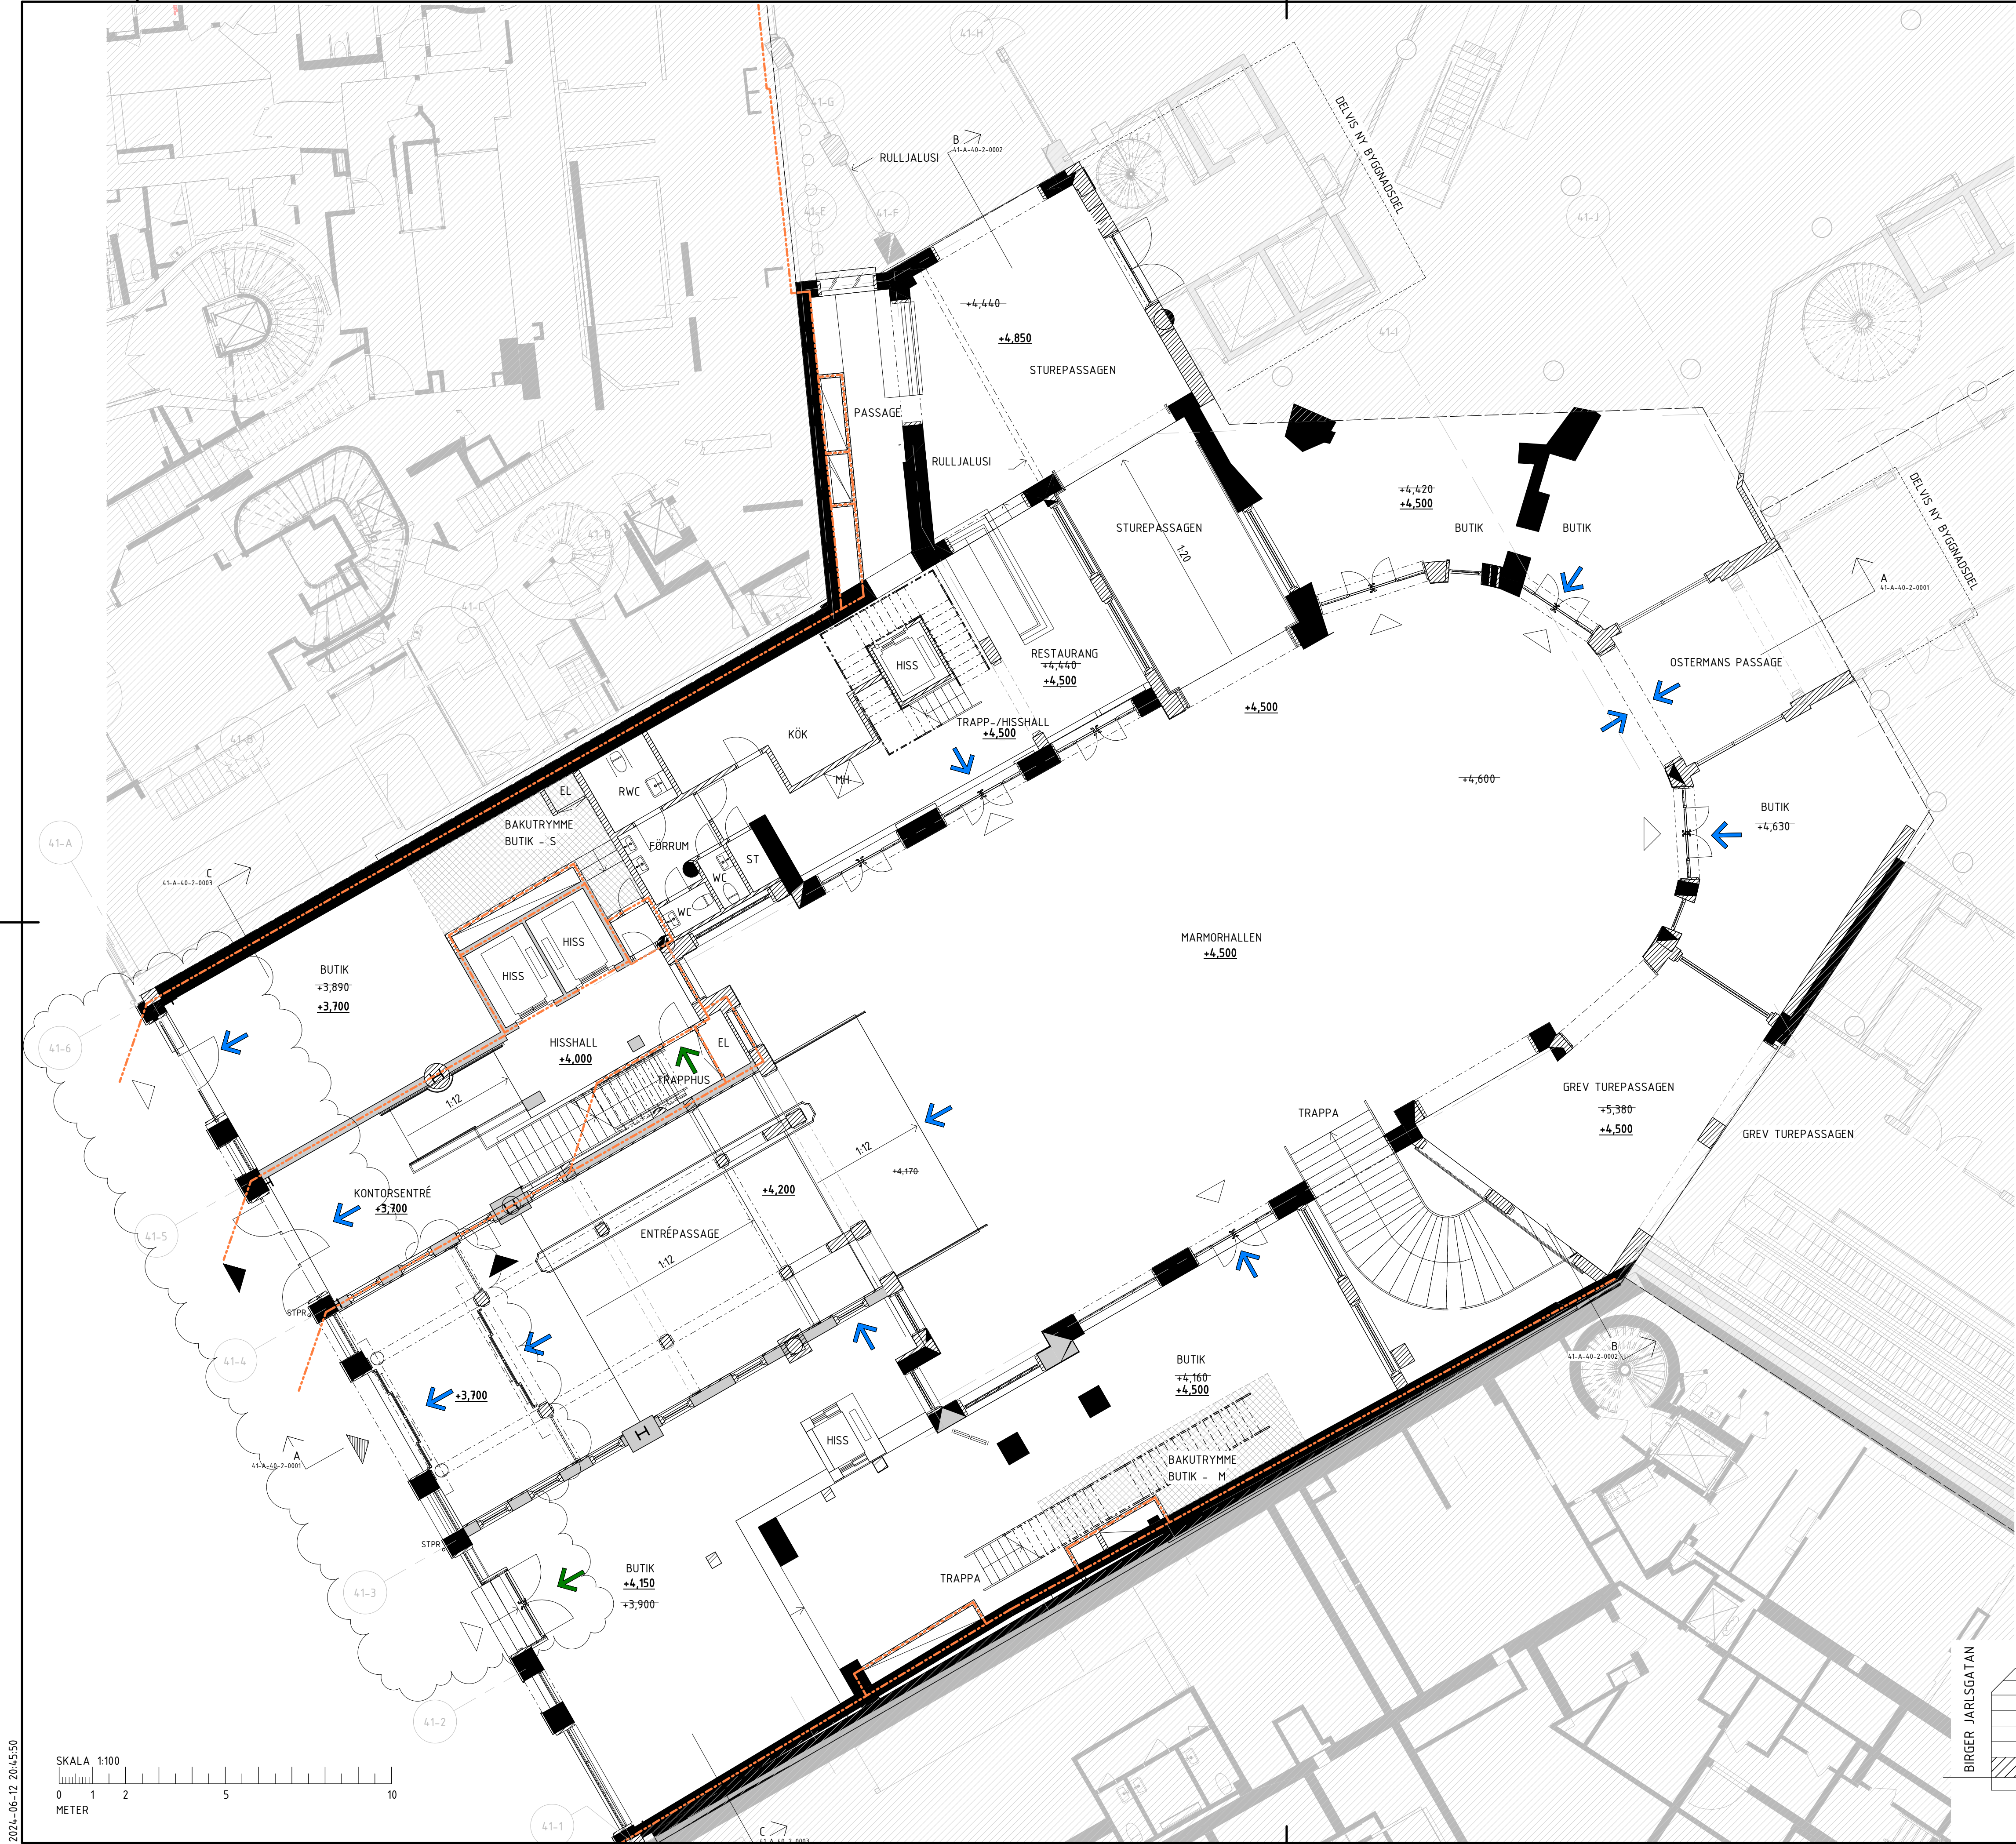 41-H
41-G
41-7
B
41-A-40-2-0002
RULLJALUSI
DELVIS NY BYGGNADSDEL
41-E
41-F
41-J
+4,440
+4,850
41-I
STUREPASSAGEN
PASSAGE
RULLJALUSI
+4,420
+4,500
BUTIK
BUTIK
STUREPASSAGEN
1:20
DELVIS NY BYGGNADSDEL
41-D
A
41-A-40-2-0001
41-C
HISS
RESTAURANG
+4,440
+4,500
OSTERMANS PASSAGE
+4,500
TRAPP-/HISSHALL
+4,500
KÖK
41-B
MH
+4,600
EL
RWC
BUTIK
+4,630
BAKUTRYMME
BUTIK - S
FÖRRUM
ST
41-A
WC
C
41-A-40-2-0003
WC
MARMORHALLEN
+4,500
HISS
HISS
BUTIK
+3,890
+3,700
41-6
HISSHALL
+4,000
EL
TRAPPHUS
1:12
GREV TUREPASSAGEN
+5,380
+4,500
TRAPPA
GREV TUREPASSAGEN
1:12
+4,170
KONTORSENTRÉ
+3,700
+4,200
41-5
ENTRÉPASSAGE
1:12
STPR
41-4
B
41-A-40-2-0002
BUTIK
+4,160
+4,500
+3,700
HISS
A
41-A-40-2-0001
BAKUTRYMME
BUTIK - M
STPR
TRAPPA
BUTIK
+4,150
+3,900
41-3
41-2
BIRGER JARLSGATAN
2024-06-12 20:45:50
SKALA 1:100
0 1 2 5 10
METER
41-1
C
41-A-40-2-0003